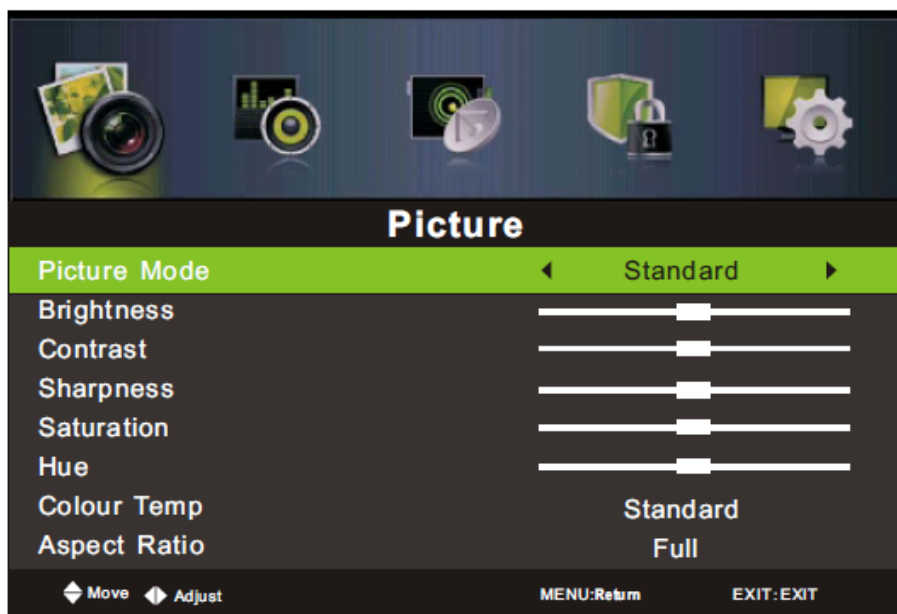 Picture
Picture Mode Standard
Brightness
Contrast
Sharpness
Saturation
Hue
Colour Temp Standard
Aspect Ratio Full
Move Adjust MENU:Return EXIT:EXIT